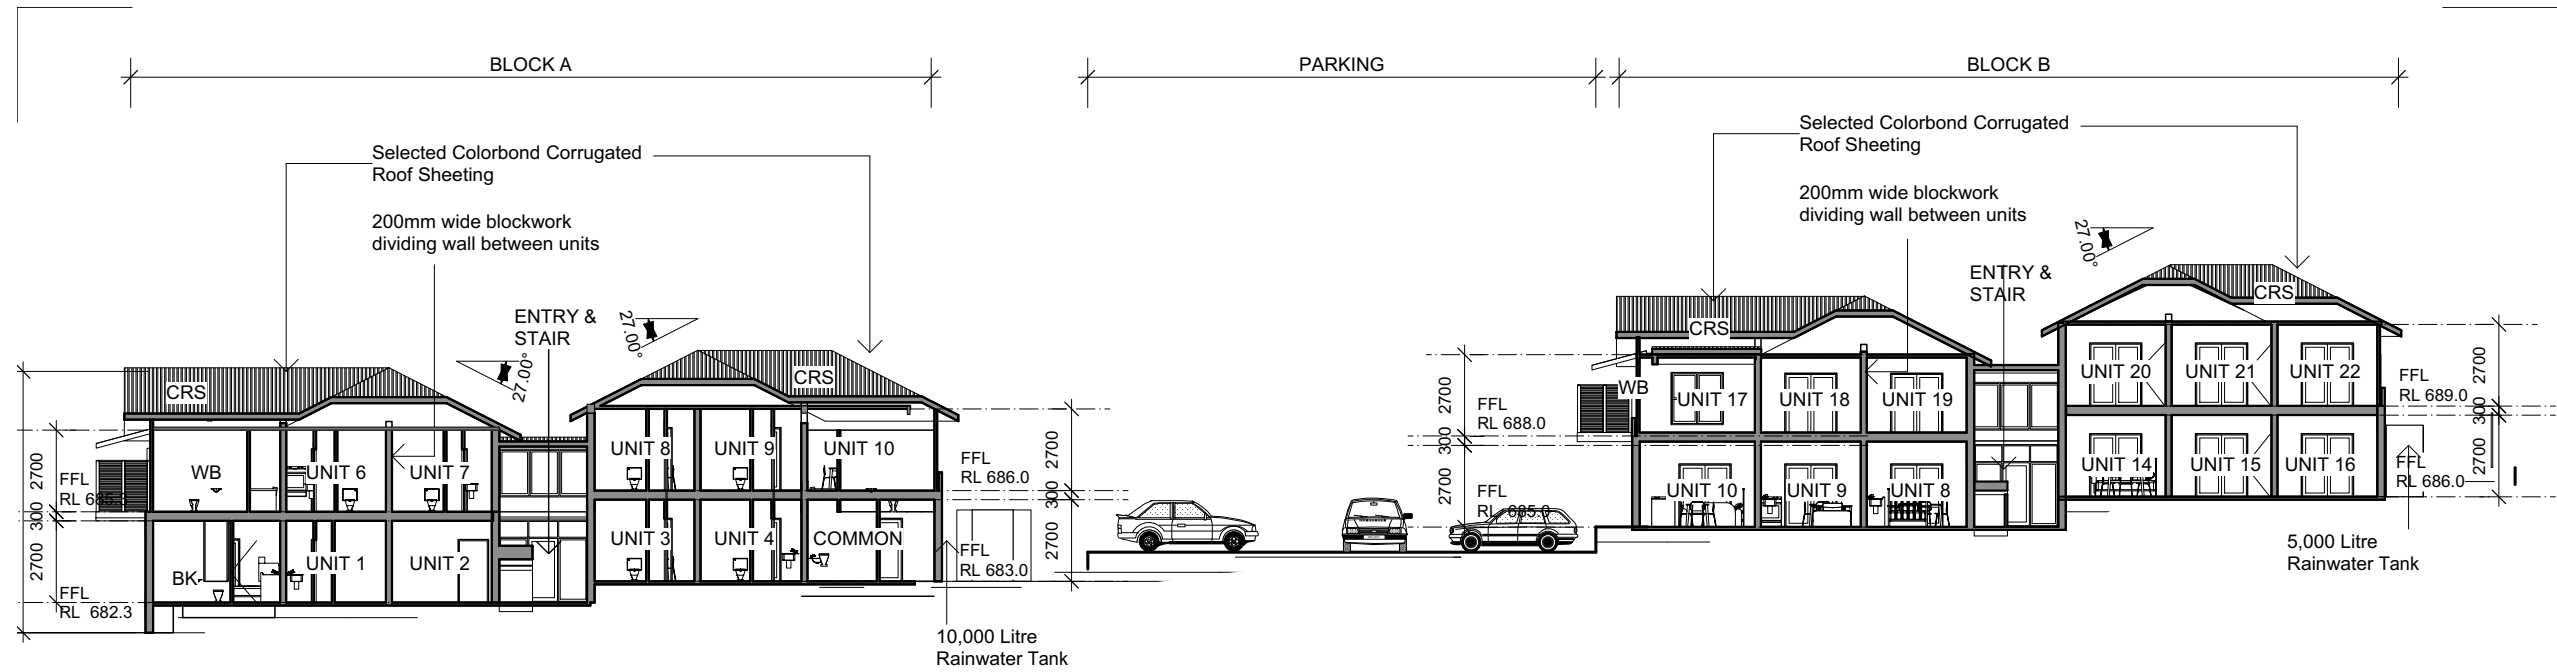 BLOCK A
PARKING
BLOCK B
Selected Colorbond Corrugated
Roof Sheeting
200mm wide blockwork
dividing wall between units
ENTRY &
STAIR
27.00°
27.00°
CRS
CRS
WB
UNIT 6
UNIT 7
UNIT 8
UNIT 9
UNIT 10
BK
UNIT 1
UNIT 2
UNIT 3
UNIT 4
COMMON
2700
300
2700
FFL
RL 685.3
FFL
RL 682.3
FFL
RL 686.0
FFL
RL 683.0
2700
300
2700
10,000 Litre
Rainwater Tank
Selected Colorbond Corrugated
Roof Sheeting
200mm wide blockwork
dividing wall between units
ENTRY &
STAIR
27.00°
CRS
CRS
WB
UNIT 17
UNIT 18
UNIT 19
UNIT 20
UNIT 21
UNIT 22
UNIT 10
UNIT 9
UNIT 8
UNIT 14
UNIT 15
UNIT 16
2700
300
2700
FFL
RL 688.0
FFL
RL 685.0
FFL
RL 689.0
FFL
RL 686.0
2700
300
2700
5,000 Litre
Rainwater Tank